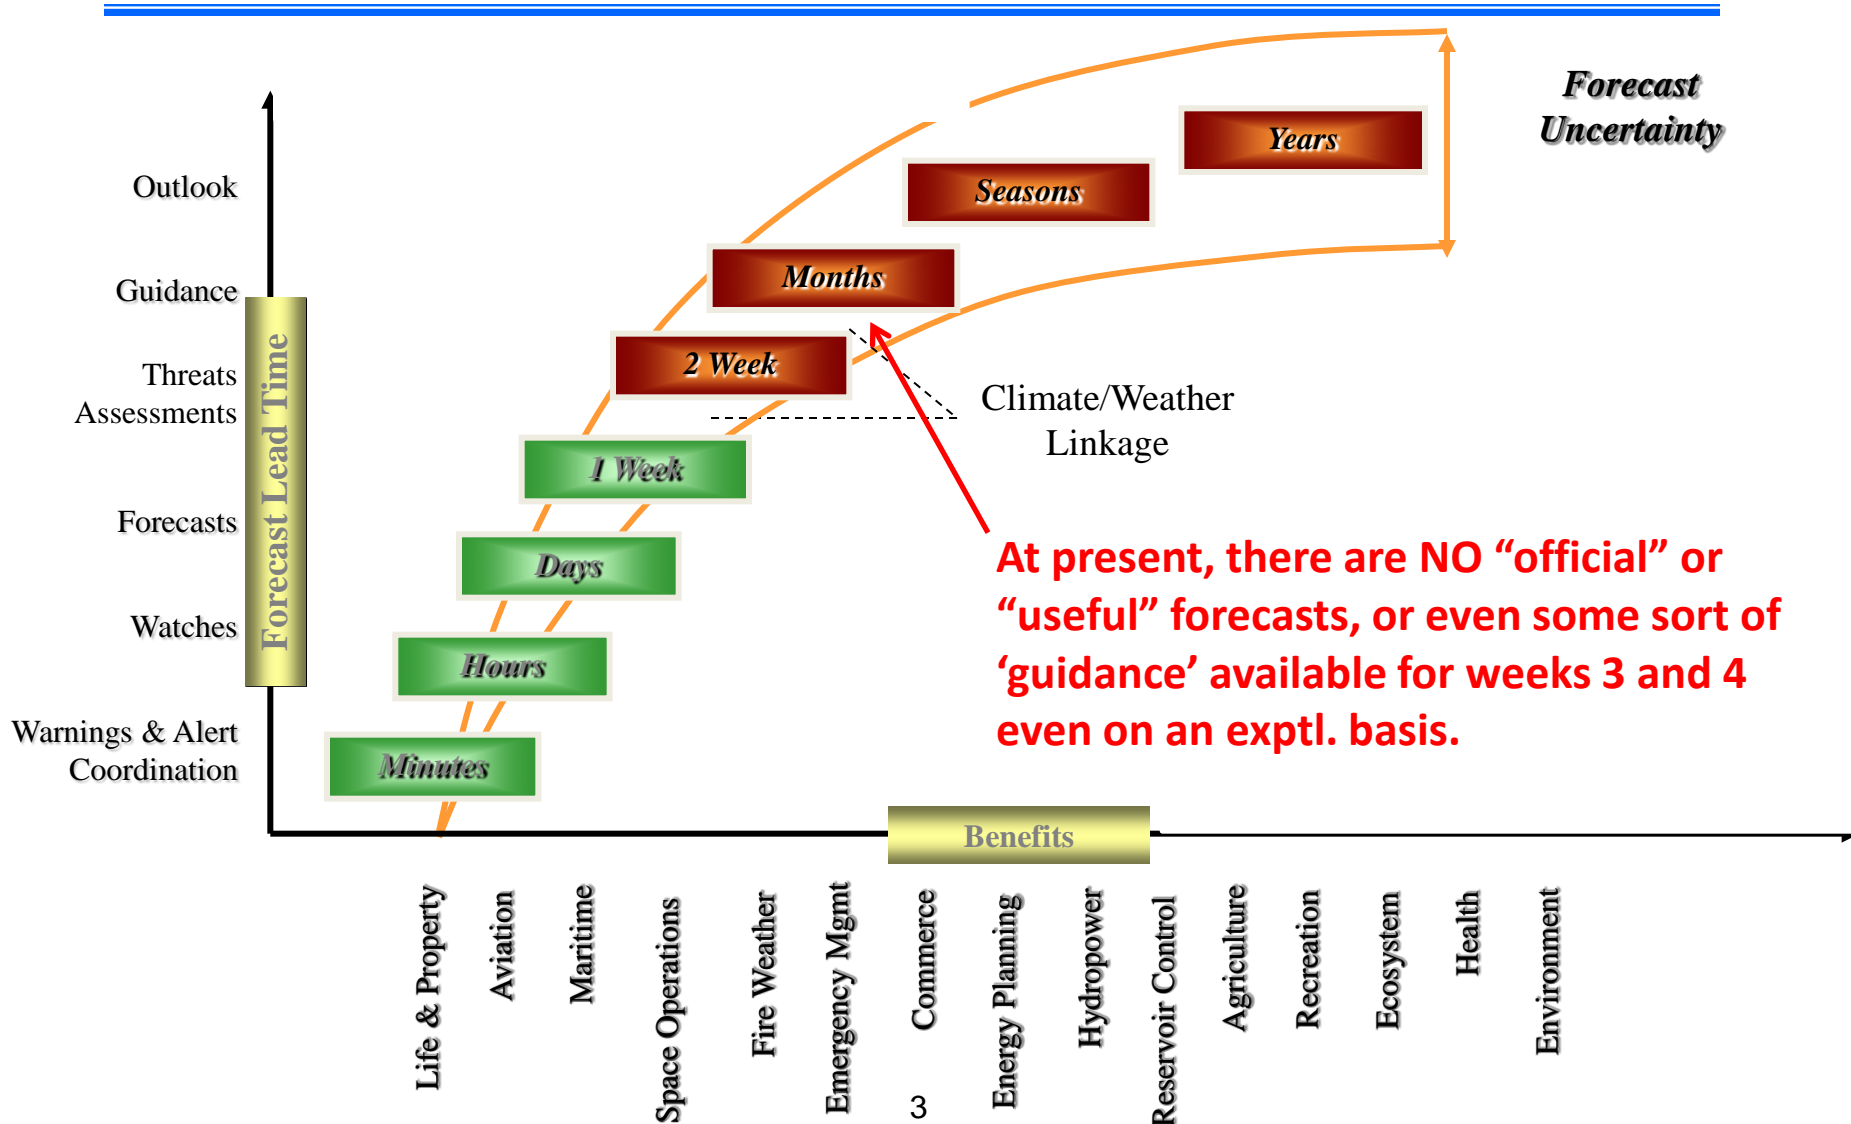 Forecast
Uncertainty
Years
Outlook
Seasons
Guidance
Months
Forecast Lead Time
Threats
Assessments
2 Week
Climate/Weather
Linkage
1 Week
Forecasts
Days
At present, there are NO “official” or
“useful” forecasts, or even some sort of
‘guidance’ available for weeks 3 and 4
even on an exptl. basis.
Watches
Hours
Warnings & Alert
Coordination
Minutes
Benefits
Life & Property
Aviation
Maritime
Space Operations
Fire Weather
Emergency Mgmt
Commerce
Energy Planning
Hydropower
Reservoir Control
Agriculture
Recreation
Ecosystem
Health
Environment
3